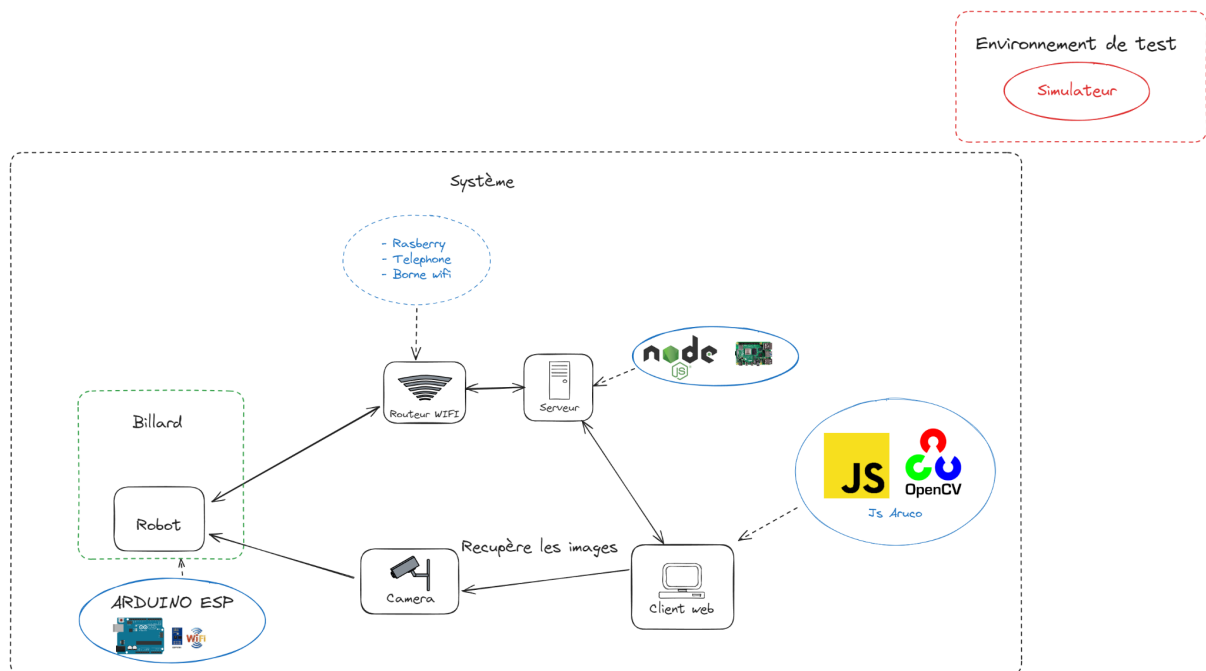 Environnement de test
Simulateur
Système
- Rasberry
- Telephone
- Borne wifi
node
JS
Routeur WIFI
Serveur
Billard
JS
OpenCV
Js Aruco
Robot
Recupère les images
Camera
Client web
ARDUINO ESP
WiFi